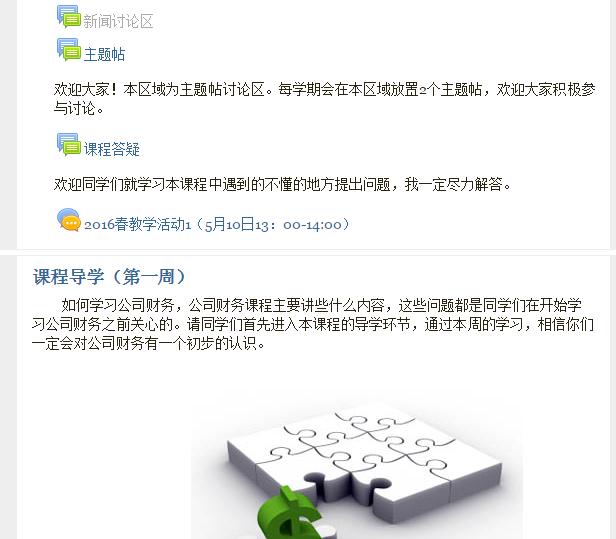 新闻讨论区
主题帖
欢迎大家！本区域为主题帖讨论区。每学期会在本区域放置2个主题帖，欢迎大家积极参
与讨论。
课程答疑
欢迎同学们就学习本课程中遇到的不懂的地方提出问题，我一定尽力解答。
2016春教学活动1（5月10日13：00-14:00）
课程导学（第一周）
如何学习公司财务，公司财务课程主要讲些什么内容，这些问题都是同学们在开始学
习公司财务之前关心的。请同学们首先进入本课程的导学环节，通过本周的学习，相信你们
一定会对公司财务有一个初步的认识。